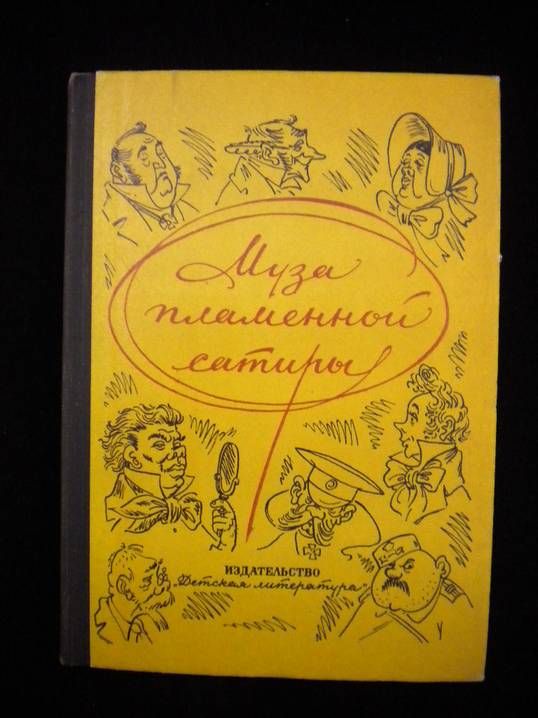 Муза
пламенной
сатиры
ИЗДАТЕЛЬСТВО
„Детская литература"